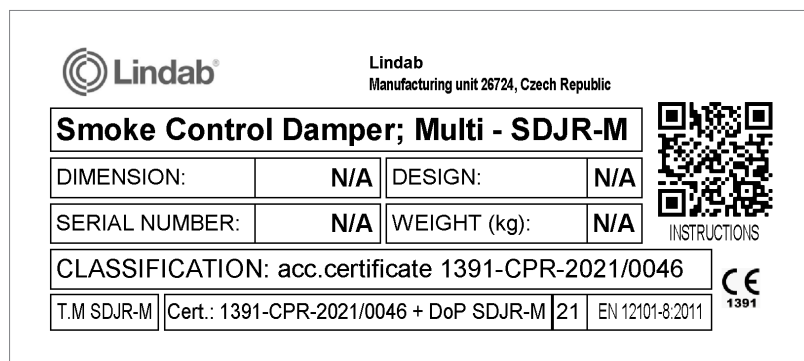 Lindab®
Lindab
Manufacturing unit 26724, Czech Republic
Smoke Control Damper; Multi - SDJR-M
DIMENSION: N/A DESIGN: N/A
SERIAL NUMBER: N/A WEIGHT (kg): N/A
INSTRUCTIONS
CLASSIFICATION: acc.certificate 1391-CPR-2021/0046
CE
1391
T.M SDJR-M Cert.: 1391-CPR-2021/0046 + DoP SDJR-M 21 EN 12101-8:2011